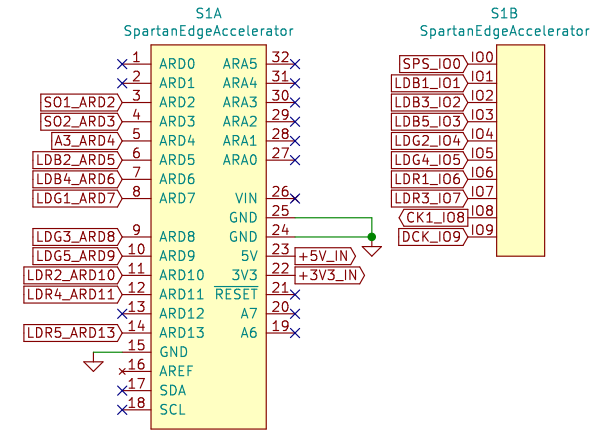 S1A
SpartanEdgeAccelerator
1 ARD0 ARA5 32
2 ARD1 ARA4 31
SO1_ARD2 3 ARD2 ARA3 30
SO2_ARD3 4 ARD3 ARA2 29
A3_ARD4 5 ARD4 ARA1 28
LDB2_ARD5 6 ARD5 ARA0 27
LDB4_ARD6 7 ARD6
LDG1_ARD7 8 ARD7 VIN 26
GND 25
LDG3_ARD8 9 ARD8 GND 24
LDG5_ARD9 10 ARD9 5V 23 +5V_IN
LDR2_ARD10 11 ARD10 3V3 22 +3V3_IN
LDR4_ARD11 12 ARD11 RESET 21
13 ARD12 A7 20
LDR5_ARD13 14 ARD13 A6 19
15 GND
16 AREF
17 SDA
18 SCL
S1B
SpartanEdgeAccelerator
SPS_IO0 IO0
LDB1_IO1 IO1
LDB3_IO2 IO2
LDB5_IO3 IO3
LDG2_IO4 IO4
LDG4_IO5 IO5
LDR1_IO6 IO6
LDR3_IO7 IO7
CK1_IO8 IO8
DCK_IO9 IO9